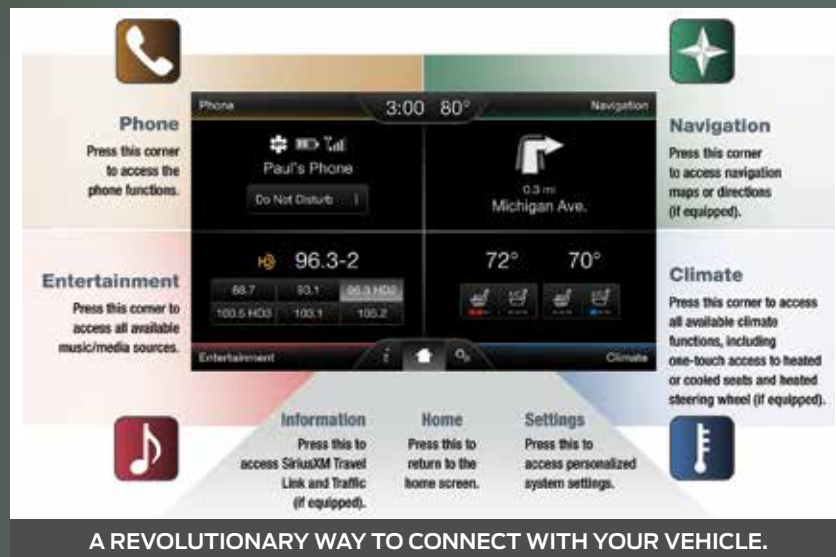 Phone
Press this corner
to access the
phone functions.
Navigation
Press this corner
to access navigation
maps or directions
(if equipped).
Phone
3:00 80°
Navigation
Paul's Phone
Do Not Disturb
0.3 mi
Michigan Ave.
96.3-2
88.7 93.1 96.3 HD2
100.5 HD3 103.1 105.2
72° 70°
Entertainment
i
Climate
Entertainment
Press this corner to
access all available
music/media sources.
Climate
Press this corner to access
all available climate
functions, including
one-touch access to heated
or cooled seats and heated
steering wheel (if equipped).
Information
Press this to
access SiriusXM Travel
Link and Traffic
(if equipped).
Home
Press this to
return to the
home screen.
Settings
Press this to
access personalized
system settings.
A REVOLUTIONARY WAY TO CONNECT WITH YOUR VEHICLE.